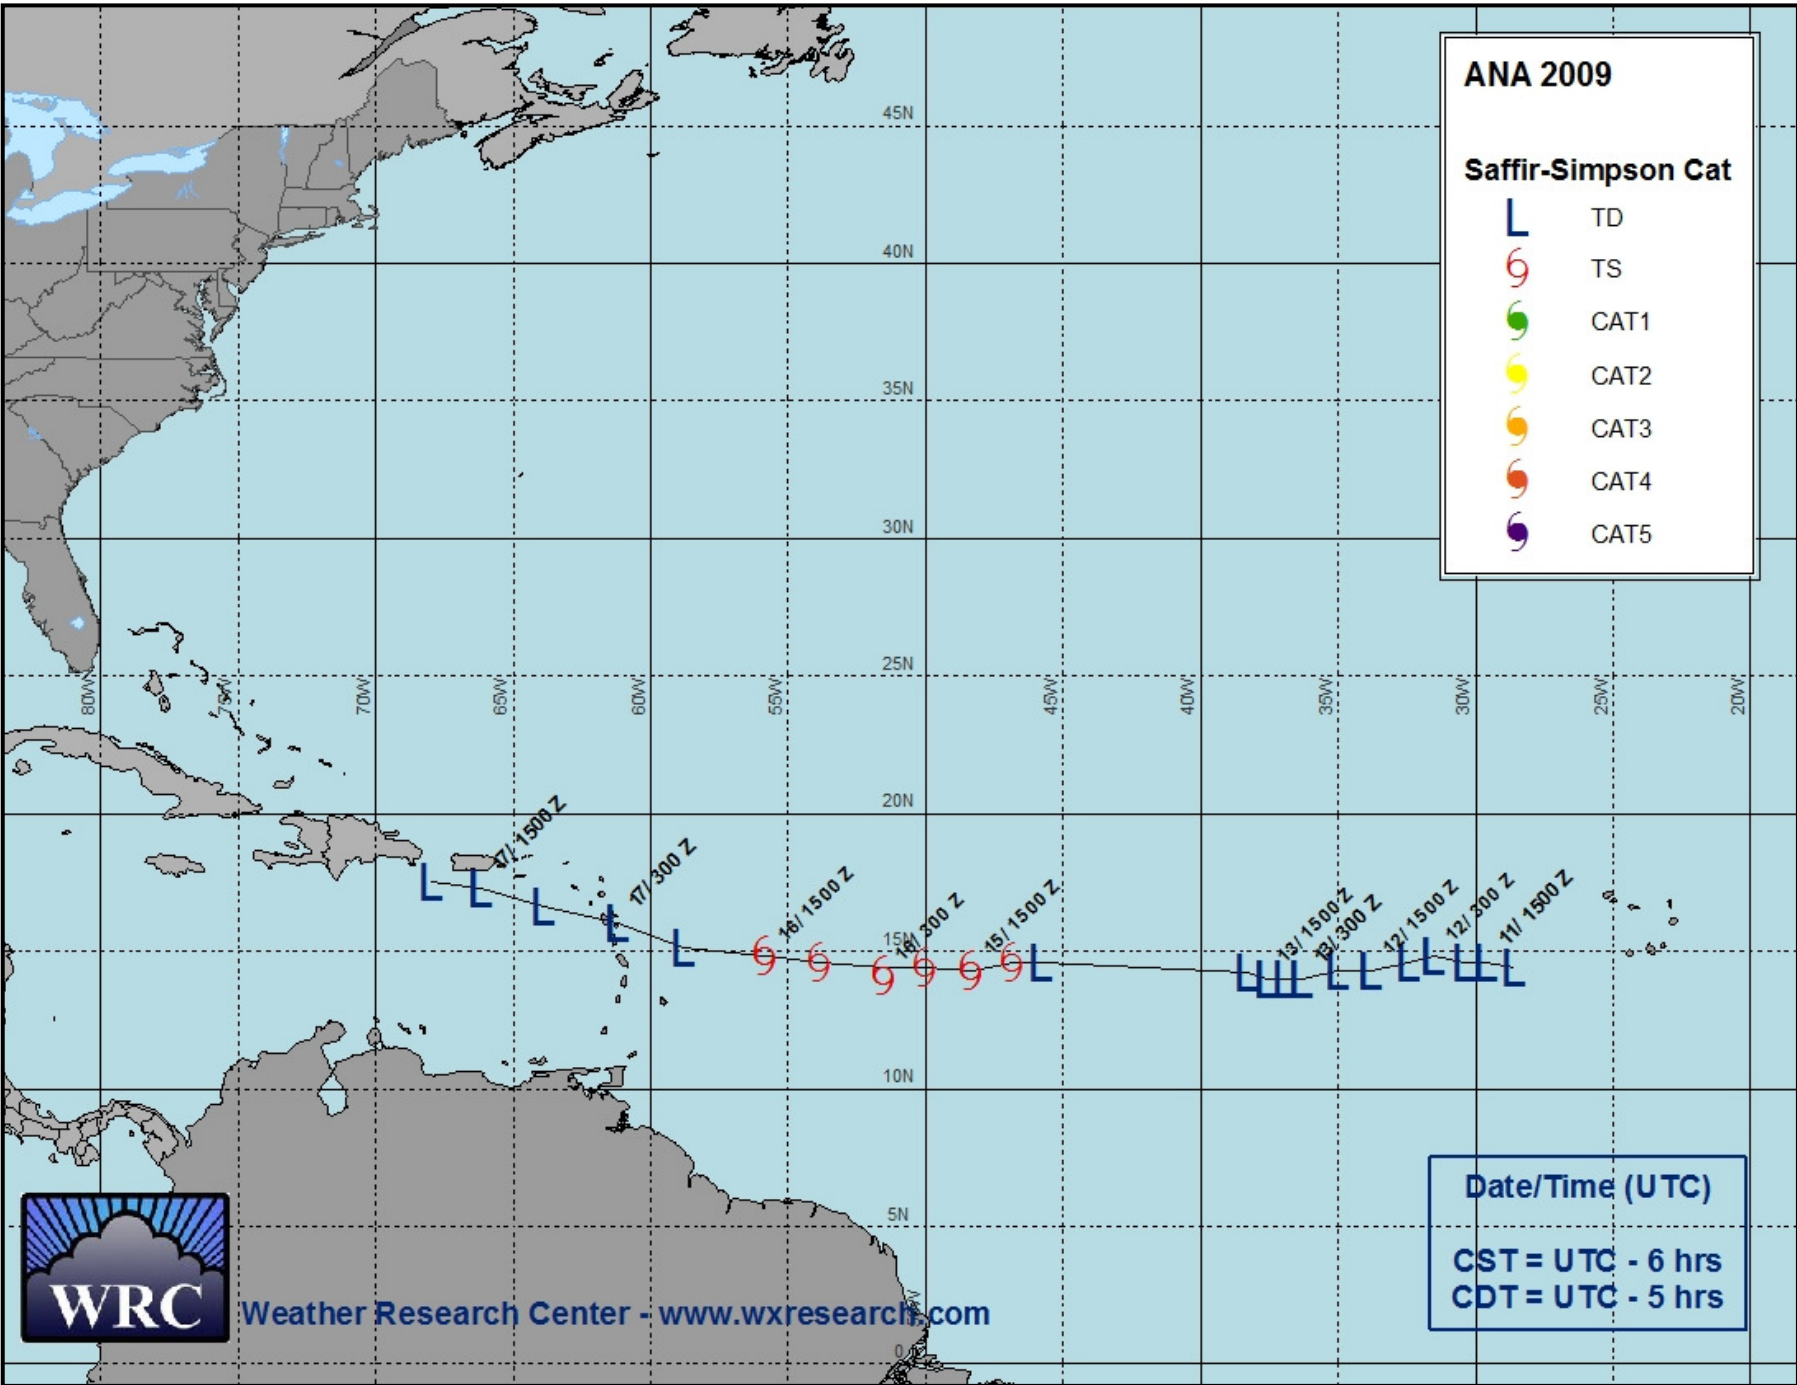 ANA 2009
Saffir-Simpson Cat
TD
TS
CAT1
CAT2
CAT3
CAT4
CAT5
45N
40N
35N
30N
25N
80W
75W
70W
65W
60W
55W
45W
40W
35W
30W
25W
20W
20N
17/ 1500 Z
17/ 300 Z
16/ 1500 Z
16/ 300 Z
15/ 1500 Z
13/ 1500 Z
13/ 300 Z
12/ 1500 Z
12/ 300 Z
11/ 1500 Z
15N
10N
5N
0
Date/Time (UTC)
CST = UTC - 6 hrs
CDT = UTC - 5 hrs
WRC
Weather Research Center - www.wxresearch.com